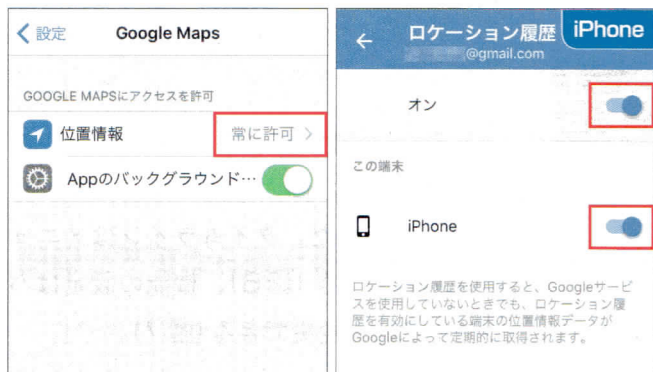 設定
Google Maps
GOOGLE MAPSにアクセスを許可
位置情報
常に許可
Appのバックグラウンド…
ロケーション履歴
iPhone
@gmail.com
オン
この端末
iPhone
ロケーション履歴を使用すると、Googleサービ
スを使用していないときでも、ロケーション履
歴を有効にしている端末の位置情報データが
Googleによって定期的に取得されます。